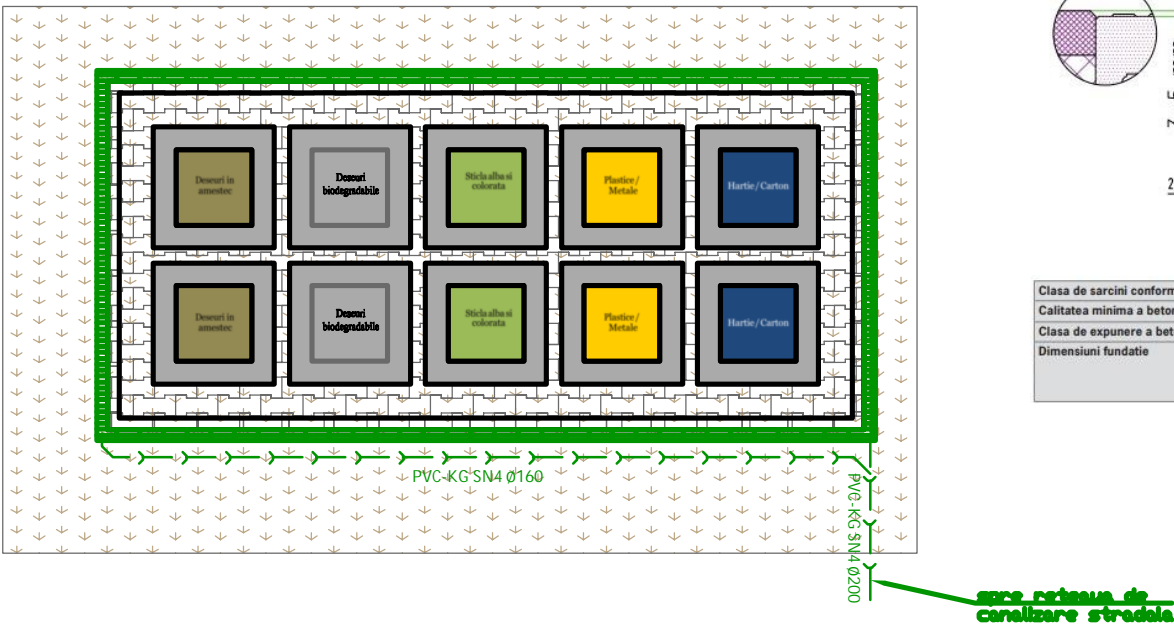 Deseuri in
amestec
Deseuri
biodegradabile
Sticla alba si
colorata
Plastice /
Metale
Hartie / Carton
Deseuri in
amestec
Deseuri
biodegradabile
Sticla alba si
colorata
Plastice /
Metale
Hartie / Carton
PVC-KG SN4 Ø160
PVC-KG SN4 Ø200
spre reteaua de
canalizare stradala
Clasa de sarcini conform
Calitatea minima a beton
Clasa de expunere a bet
Dimensiuni fundatie